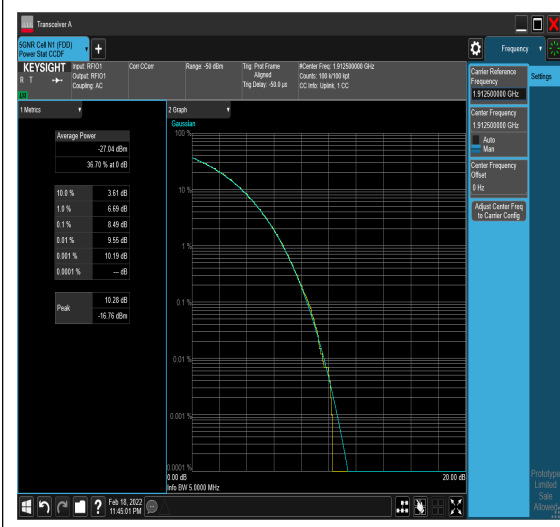 Transceiver A
5GNR Cell N1 (FDD)
Power Stat CCDF
KEYSIGHT
R T
Input: RFIO1
Output: RFIO1
Coupling: AC
Corr CCorr
Range: -50 dBm
Trig: Prot Frame
Aligned
Trig Delay: -50.0 µs
#Center Freq: 1.912500000 GHz
Counts: 100 k/100 kpt
CC Info: Uplink, 1 CC
Frequency
Settings
Carrier Reference
Frequency
1.912500000 GHz
Center Frequency
1.912500000 GHz
Auto
Man
Center Frequency
Offset
0 Hz
Adjust Center Freq
to Carrier Config
1 Metrics
Average Power
-27.04 dBm
36.70 % at 0 dB
10.0 % 3.61 dB
1.0 % 6.69 dB
0.1 % 8.49 dB
0.01 % 9.55 dB
0.001 % 10.19 dB
0.0001 % --- dB
Peak
10.28 dB
-16.76 dBm
2 Graph
Gaussian
100 %
10 %
1 %
0.1 %
0.01 %
0.001 %
0.0001 %
0.00 dB
20.00 dB
Info BW 5.0000 MHz
Feb 18, 2022
11:45:01 PM
Prototype
Limited
Sale
Allowed